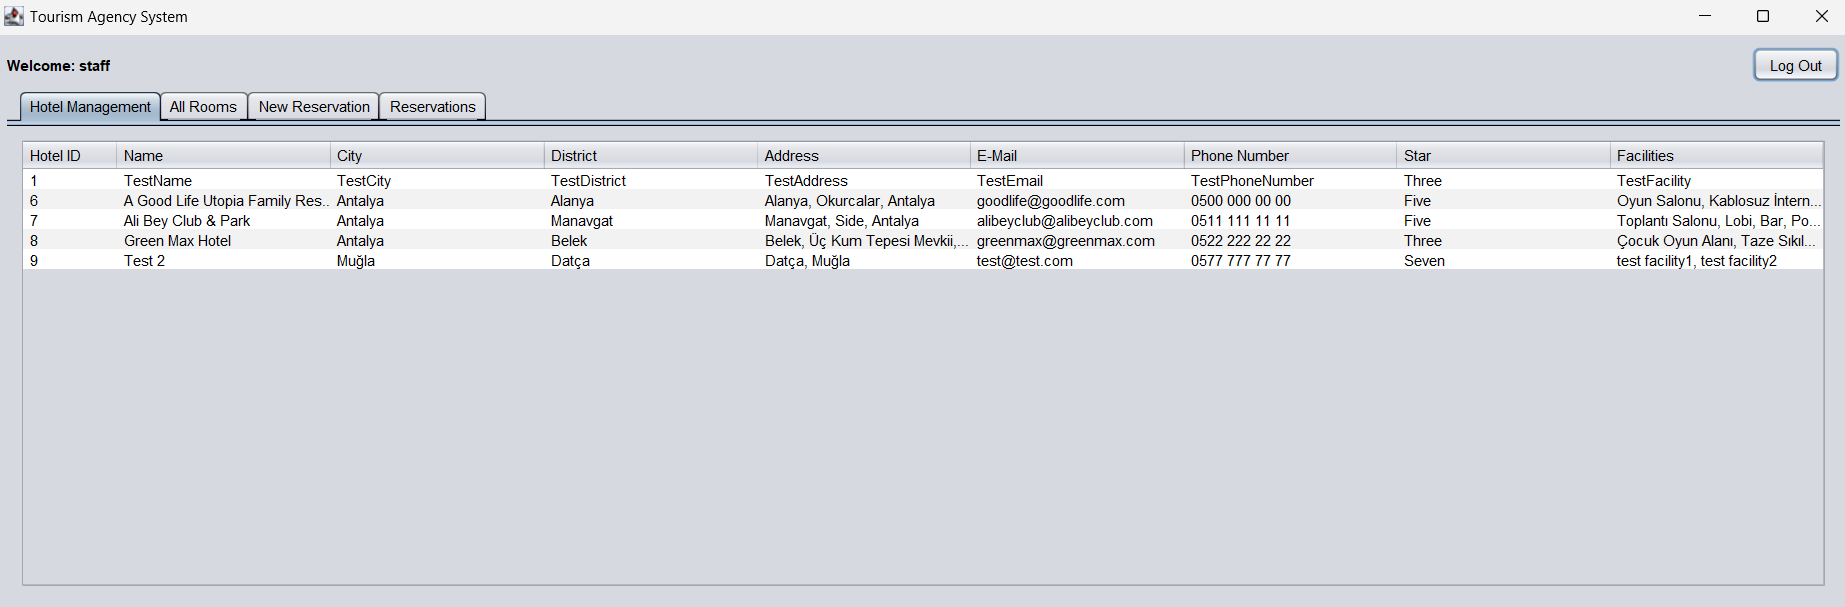 Tourism Agency System
Welcome: staff
Log Out
Hotel Management All Rooms New Reservation Reservations
Hotel ID Name City District Address E-Mail Phone Number Star Facilities
1 TestName TestCity TestDistrict TestAddress TestEmail TestPhoneNumber Three TestFacility
6 A Good Life Utopia Family Res... Antalya Alanya Alanya, Okurcalar, Antalya goodlife@goodlife.com 0500 000 00 00 Five Oyun Salonu, Kablosuz İntern...
7 Ali Bey Club & Park Antalya Manavgat Manavgat, Side, Antalya alibeyclub@alibeyclub.com 0511 111 11 11 Five Toplantı Salonu, Lobi, Bar, Po...
8 Green Max Hotel Antalya Belek Belek, Üç Kum Tepesi Mevkii,... greenmax@greenmax.com 0522 222 22 22 Three Çocuk Oyun Alanı, Taze Sıkıl...
9 Test 2 Muğla Datça Datça, Muğla test@test.com 0577 777 77 77 Seven test facility1, test facility2